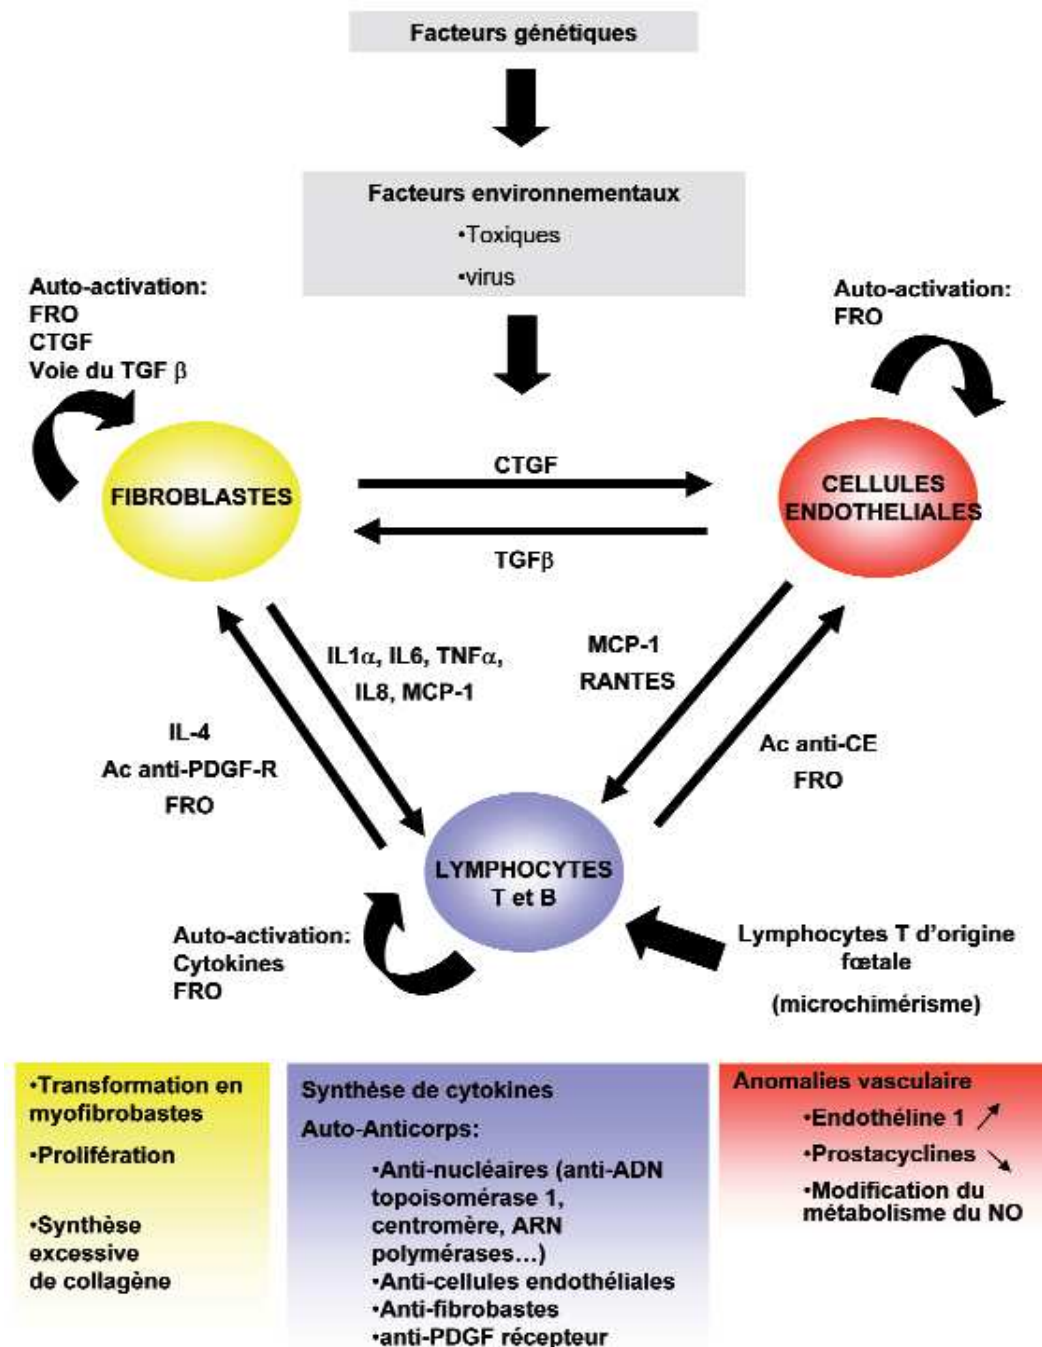 Facteurs génétiques
Facteurs environnementaux
•Toxiques
•virus
Auto-activation:
FRO
CTGF
Voie du TGF β
Auto-activation:
FRO
FIBROBLASTES
CTGF
TGFβ
CELLULES
ENDOTHELIALES
IL1α, IL6, TNFα,
IL8, MCP-1
MCP-1
RANTES
IL-4
Ac anti-PDGF-R
FRO
Ac anti-CE
FRO
LYMPHOCYTES
T et B
Auto-activation:
Cytokines
FRO
Lymphocytes T d’origine
fœtale
(microchimérisme)
•Transformation en
myofibrobastes
•Prolifération
•Synthèse
excessive
de collagène
Synthèse de cytokines
Auto-Anticorps:
•Anti-nucléaires (anti-ADN
topoisomérase 1,
centromère, ARN
polymérases…)
•Anti-cellules endothéliales
•Anti-fibrobastes
•anti-PDGF récepteur
Anomalies vasculaire
•Endothéline 1
•Prostacyclines
•Modification du
métabolisme du NO